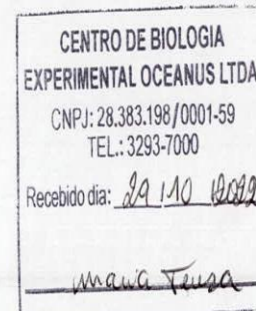 CENTRO DE BIOLOGIA
EXPERIMENTAL OCEANUS LTDA
CNPJ: 28.383.198/0001-59
TEL.: 3293-7000
Recebido dia: 29/10/2022
Maria Teusa